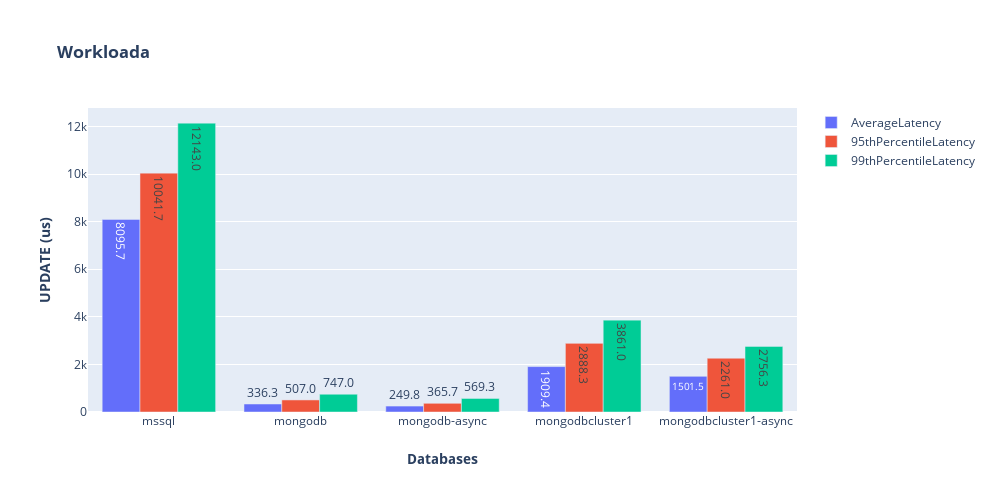 Workloada
AverageLatency
95thPercentileLatency
99thPercentileLatency
UPDATE (us)
12k
10k
8k
6k
4k
2k
0
8095.7
10041.7
12143.0
336.3
507.0
747.0
249.8
365.7
569.3
1909.4
2888.3
3861.0
1501.5
2261.0
2756.3
mssql
mongodb
mongodb-async
mongodbcluster1
mongodbcluster1-async
Databases